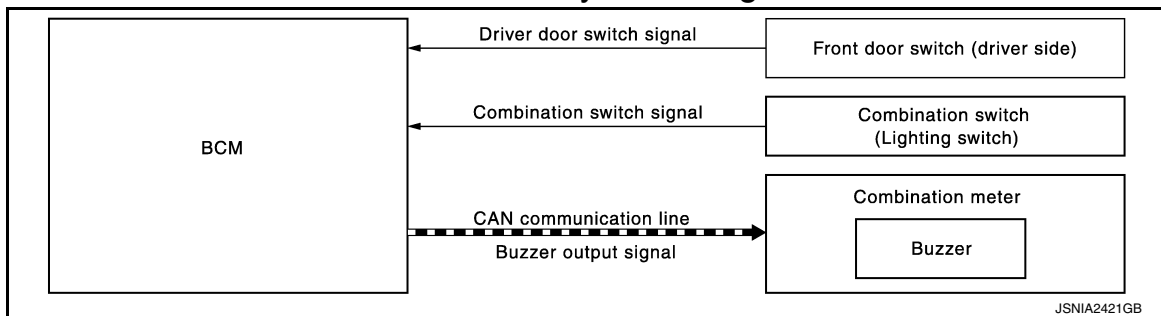 Driver door switch signal
Front door switch (driver side)
Combination switch signal
Combination switch
(Lighting switch)
BCM
Combination meter
CAN communication line
Buzzer output signal
Buzzer
JSNIA2421GB